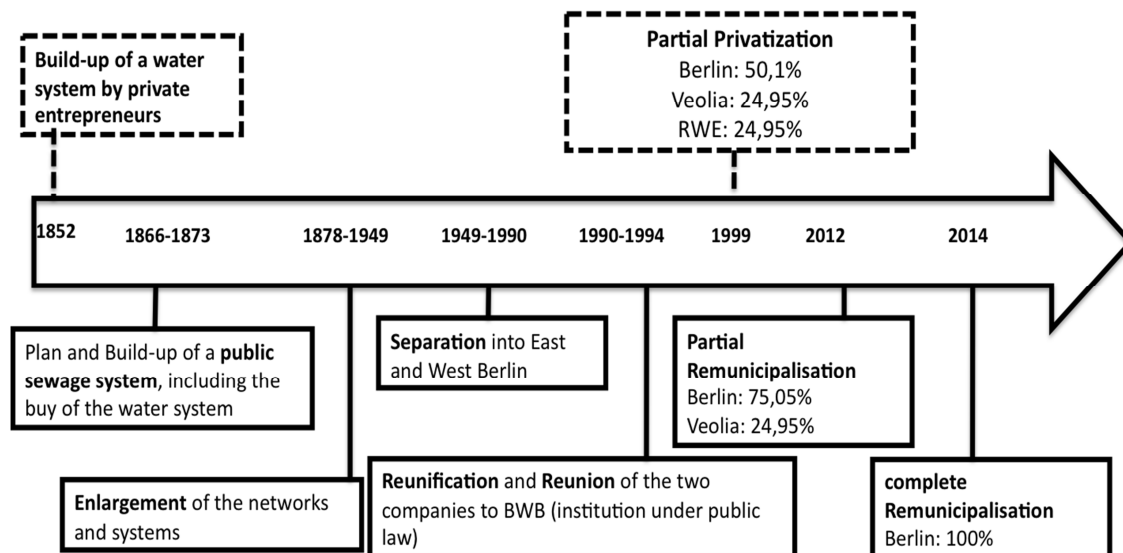 Build-up of a water
system by private
entrepreneurs
Partial Privatization
Berlin: 50,1%
Veolia: 24,95%
RWE: 24,95%
1852
1866-1873
1878-1949
1949-1990
1990-1994
1999
2012
2014
Plan and Build-up of a public
sewage system, including the
buy of the water system
Separation into East
and West Berlin
Partial
Remunicipalisation
Berlin: 75,05%
Veolia: 24,95%
Enlargement of the networks
and systems
Reunification and Reunion of the two
companies to BWB (institution under public
law)
complete
Remunicipalisation
Berlin: 100%